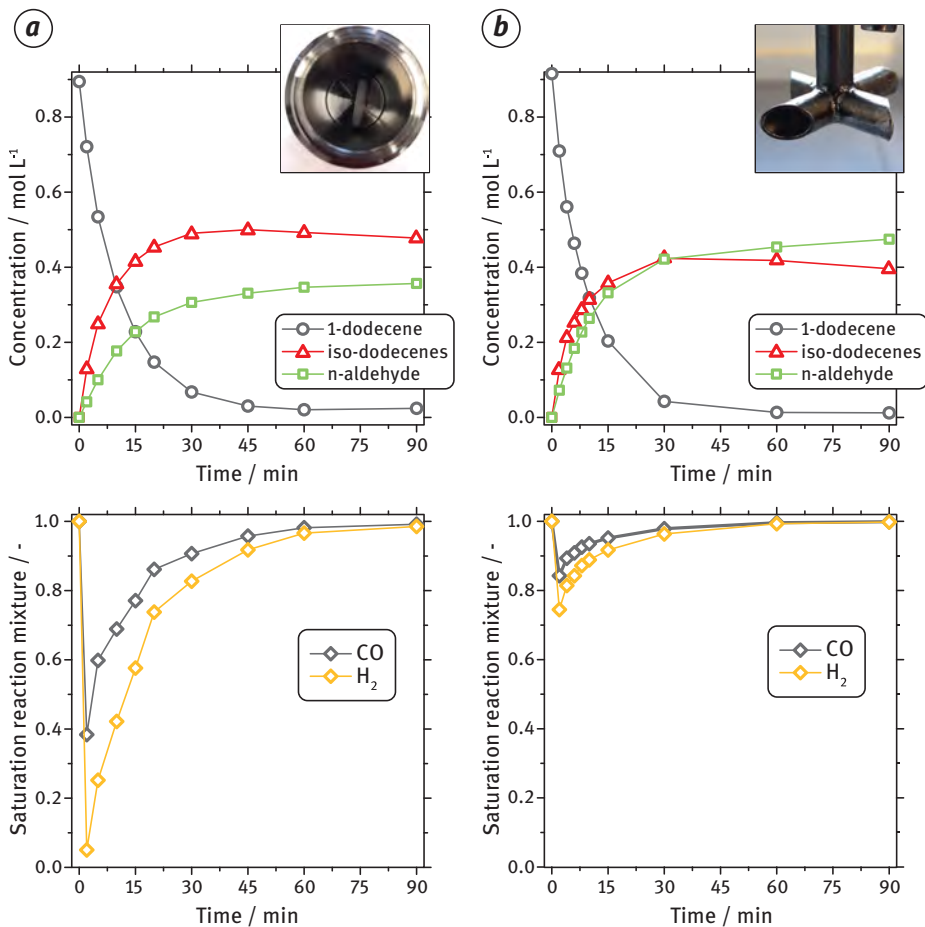 a
b
Concentration / mol L⁻¹
0.8
0.6
0.4
0.2
0.0
1-dodecene
iso-dodecenes
n-aldehyde
0 15 30 45 60 75 90
Time / min
Concentration / mol L⁻¹
0.8
0.6
0.4
0.2
0.0
1-dodecene
iso-dodecenes
n-aldehyde
0 15 30 45 60 75 90
Time / min
Saturation reaction mixture / -
1.0
0.8
0.6
0.4
0.2
0.0
CO
H₂
0 15 30 45 60 75 90
Time / min
Saturation reaction mixture / -
1.0
0.8
0.6
0.4
0.2
0.0
CO
H₂
0 15 30 45 60 75 90
Time / min